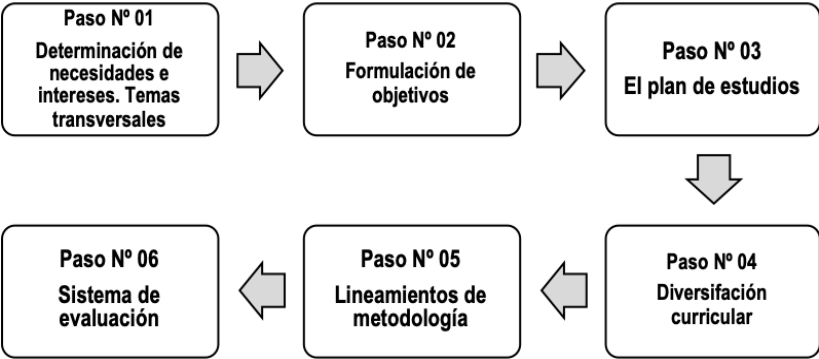 Paso Nº 01
Determinación de
necesidades e
intereses. Temas
transversales
Paso Nº 02
Formulación de
objetivos
Paso Nº 03
El plan de estudios
Paso Nº 04
Diversifación
curricular
Paso Nº 05
Lineamientos de
metodología
Paso Nº 06
Sistema de
evaluación